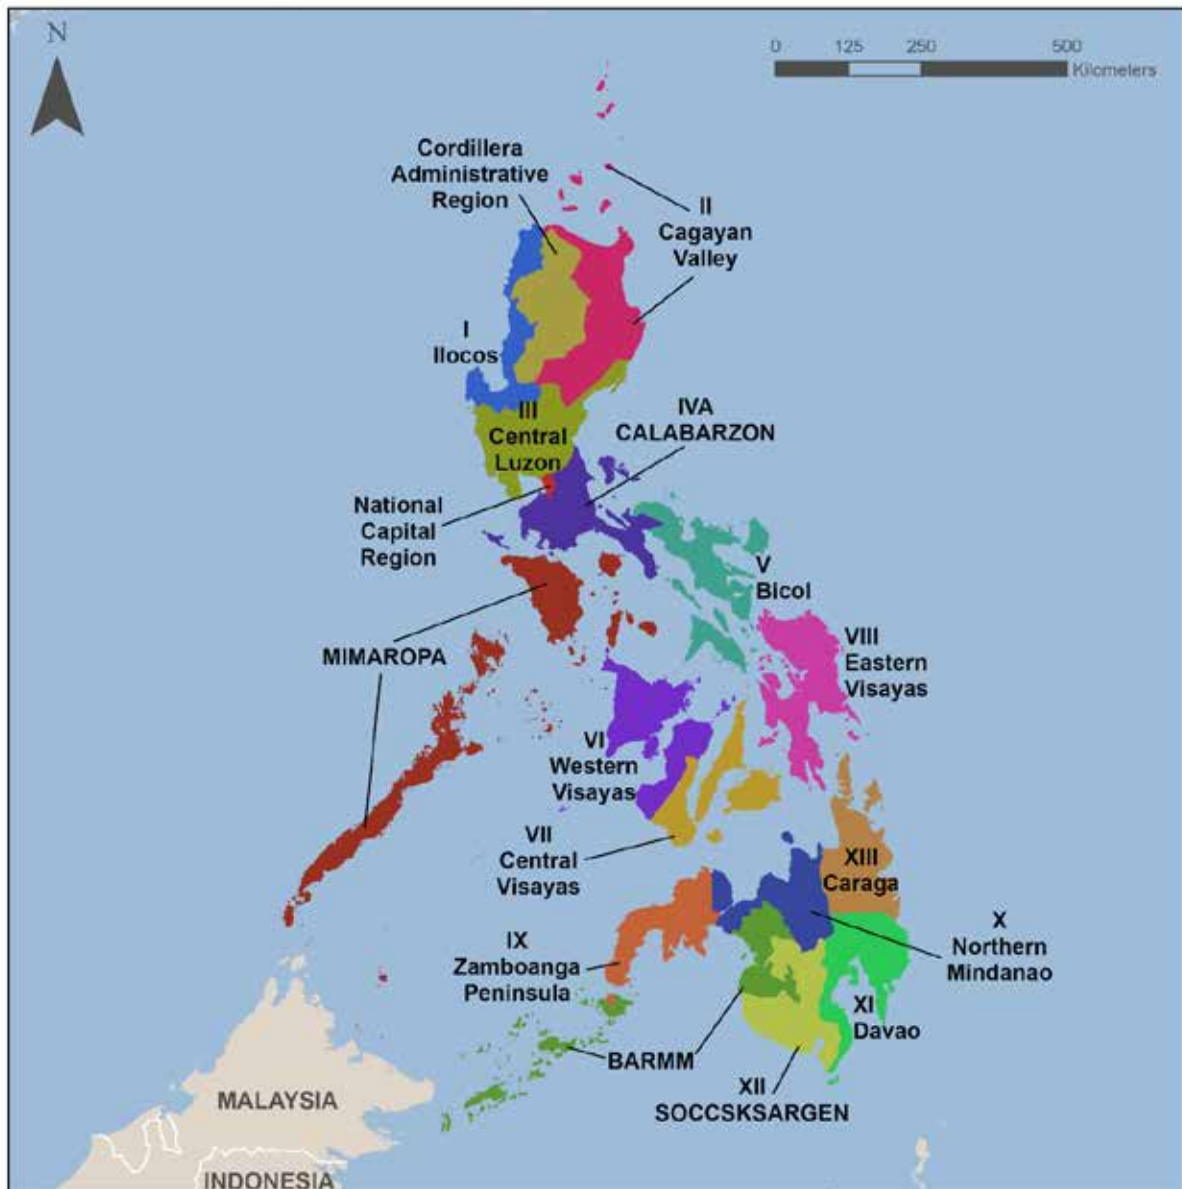 N
0 125 250 500
Kilometers
Cordillera
Administrative
Region
II
Cagayan
Valley
I
Ilocos
III
Central
Luzon
IVA
CALABARZON
National
Capital
Region
V
Bicol
MIMAROPA
VIII
Eastern
Visayas
VI
Western
Visayas
VII
Central
Visayas
XIII
Caraga
X
Northern
Mindanao
IX
Zamboanga
Peninsula
XI
Davao
BARMM
XII
SOCCSKSARGEN
MALAYSIA
INDONESIA